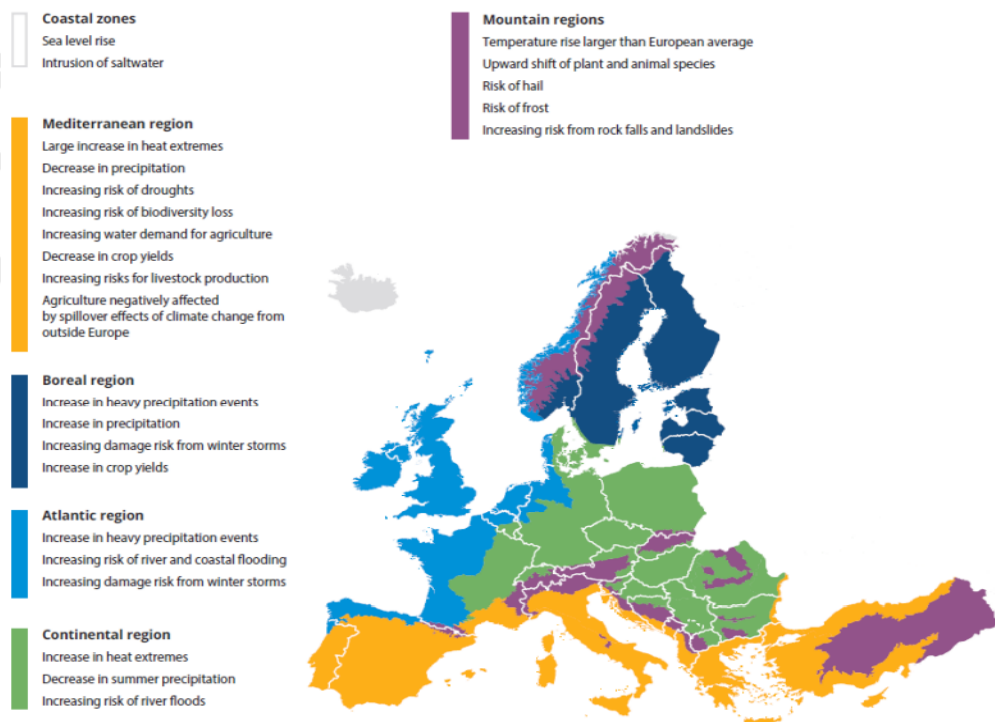 Coastal zones
Sea level rise
Intrusion of saltwater
Mediterranean region
Large increase in heat extremes
Decrease in precipitation
Increasing risk of droughts
Increasing risk of biodiversity loss
Increasing water demand for agriculture
Decrease in crop yields
Increasing risks for livestock production
Agriculture negatively affected
by spillover effects of climate change from
outside Europe
Boreal region
Increase in heavy precipitation events
Increase in precipitation
Increasing damage risk from winter storms
Increase in crop yields
Atlantic region
Increase in heavy precipitation events
Increasing risk of river and coastal flooding
Increasing damage risk from winter storms
Continental region
Increase in heat extremes
Decrease in summer precipitation
Increasing risk of river floods
Mountain regions
Temperature rise larger than European average
Upward shift of plant and animal species
Risk of hail
Risk of frost
Increasing risk from rock falls and landslides